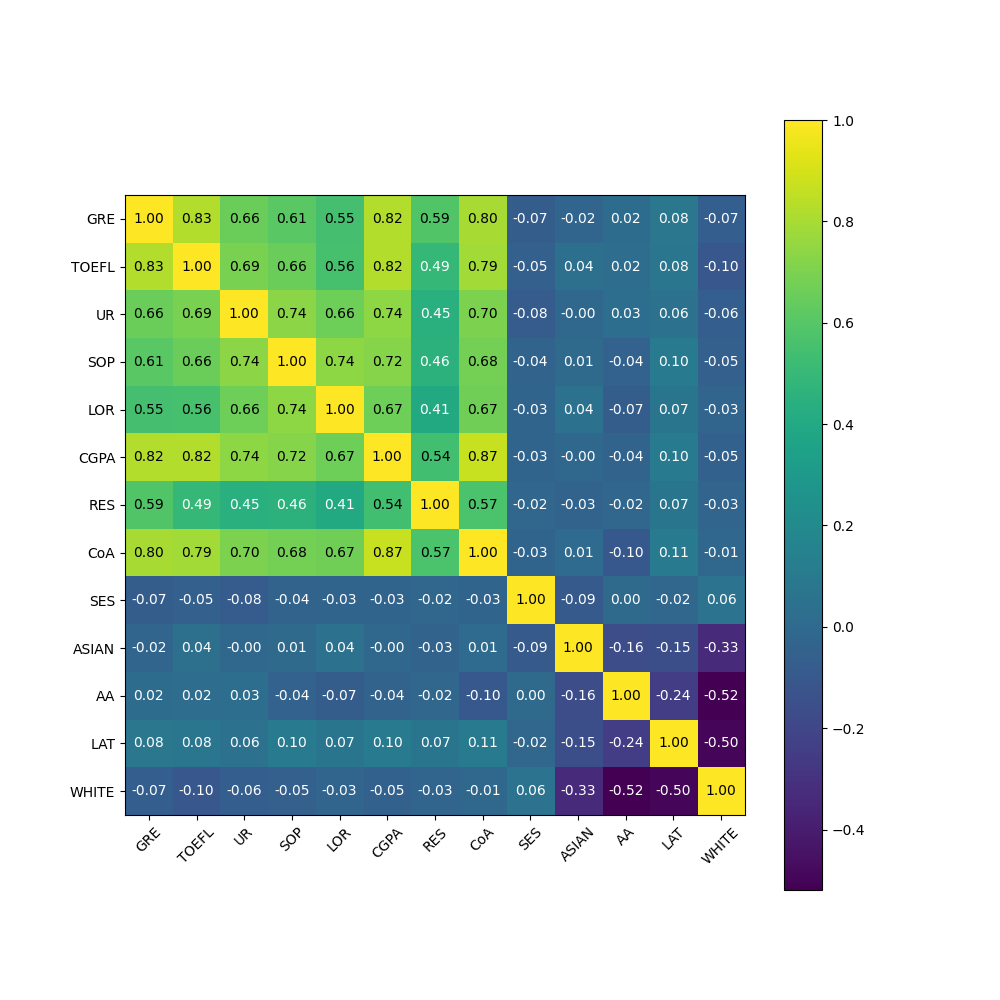 GRE 1.00 0.83 0.66 0.61 0.55 0.82 0.59 0.80 -0.07 -0.02 0.02 0.08 -0.07
TOEFL 0.83 1.00 0.69 0.66 0.56 0.82 0.49 0.79 -0.05 0.04 0.02 0.08 -0.10
UR 0.66 0.69 1.00 0.74 0.66 0.74 0.45 0.70 -0.08 -0.00 0.03 0.06 -0.06
SOP 0.61 0.66 0.74 1.00 0.74 0.72 0.46 0.68 -0.04 0.01 -0.04 0.10 -0.05
LOR 0.55 0.56 0.66 0.74 1.00 0.67 0.41 0.67 -0.03 0.04 -0.07 0.07 -0.03
CGPA 0.82 0.82 0.74 0.72 0.67 1.00 0.54 0.87 -0.03 -0.00 -0.04 0.10 -0.05
RES 0.59 0.49 0.45 0.46 0.41 0.54 1.00 0.57 -0.02 -0.03 -0.02 0.07 -0.03
CoA 0.80 0.79 0.70 0.68 0.67 0.87 0.57 1.00 -0.03 0.01 -0.10 0.11 -0.01
SES -0.07 -0.05 -0.08 -0.04 -0.03 -0.03 -0.02 -0.03 1.00 -0.09 0.00 -0.02 0.06
ASIAN -0.02 0.04 -0.00 0.01 0.04 -0.00 -0.03 0.01 -0.09 1.00 -0.16 -0.15 -0.33
AA 0.02 0.02 0.03 -0.04 -0.07 -0.04 -0.02 -0.10 0.00 -0.16 1.00 -0.24 -0.52
LAT 0.08 0.08 0.06 0.10 0.07 0.10 0.07 0.11 -0.02 -0.15 -0.24 1.00 -0.50
WHITE -0.07 -0.10 -0.06 -0.05 -0.03 -0.05 -0.03 -0.01 0.06 -0.33 -0.52 -0.50 1.00
GRE TOEFL UR SOP LOR CGPA RES CoA SES ASIAN AA LAT WHITE
1.0
0.8
0.6
0.4
0.2
0.0
−0.2
−0.4